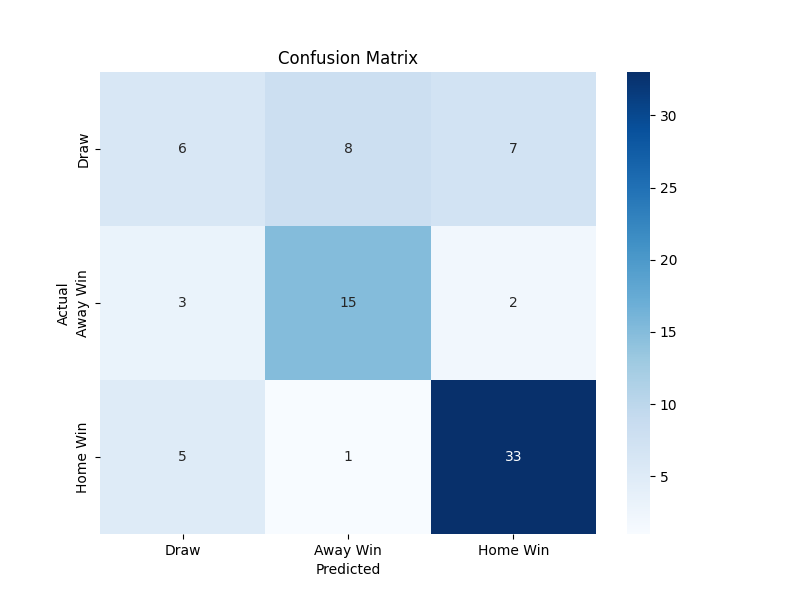 Confusion Matrix
Actual
Draw
6 8 7
Away Win
3 15 2
Home Win
5 1 33
Draw Away Win Home Win
Predicted
30
25
20
15
10
5